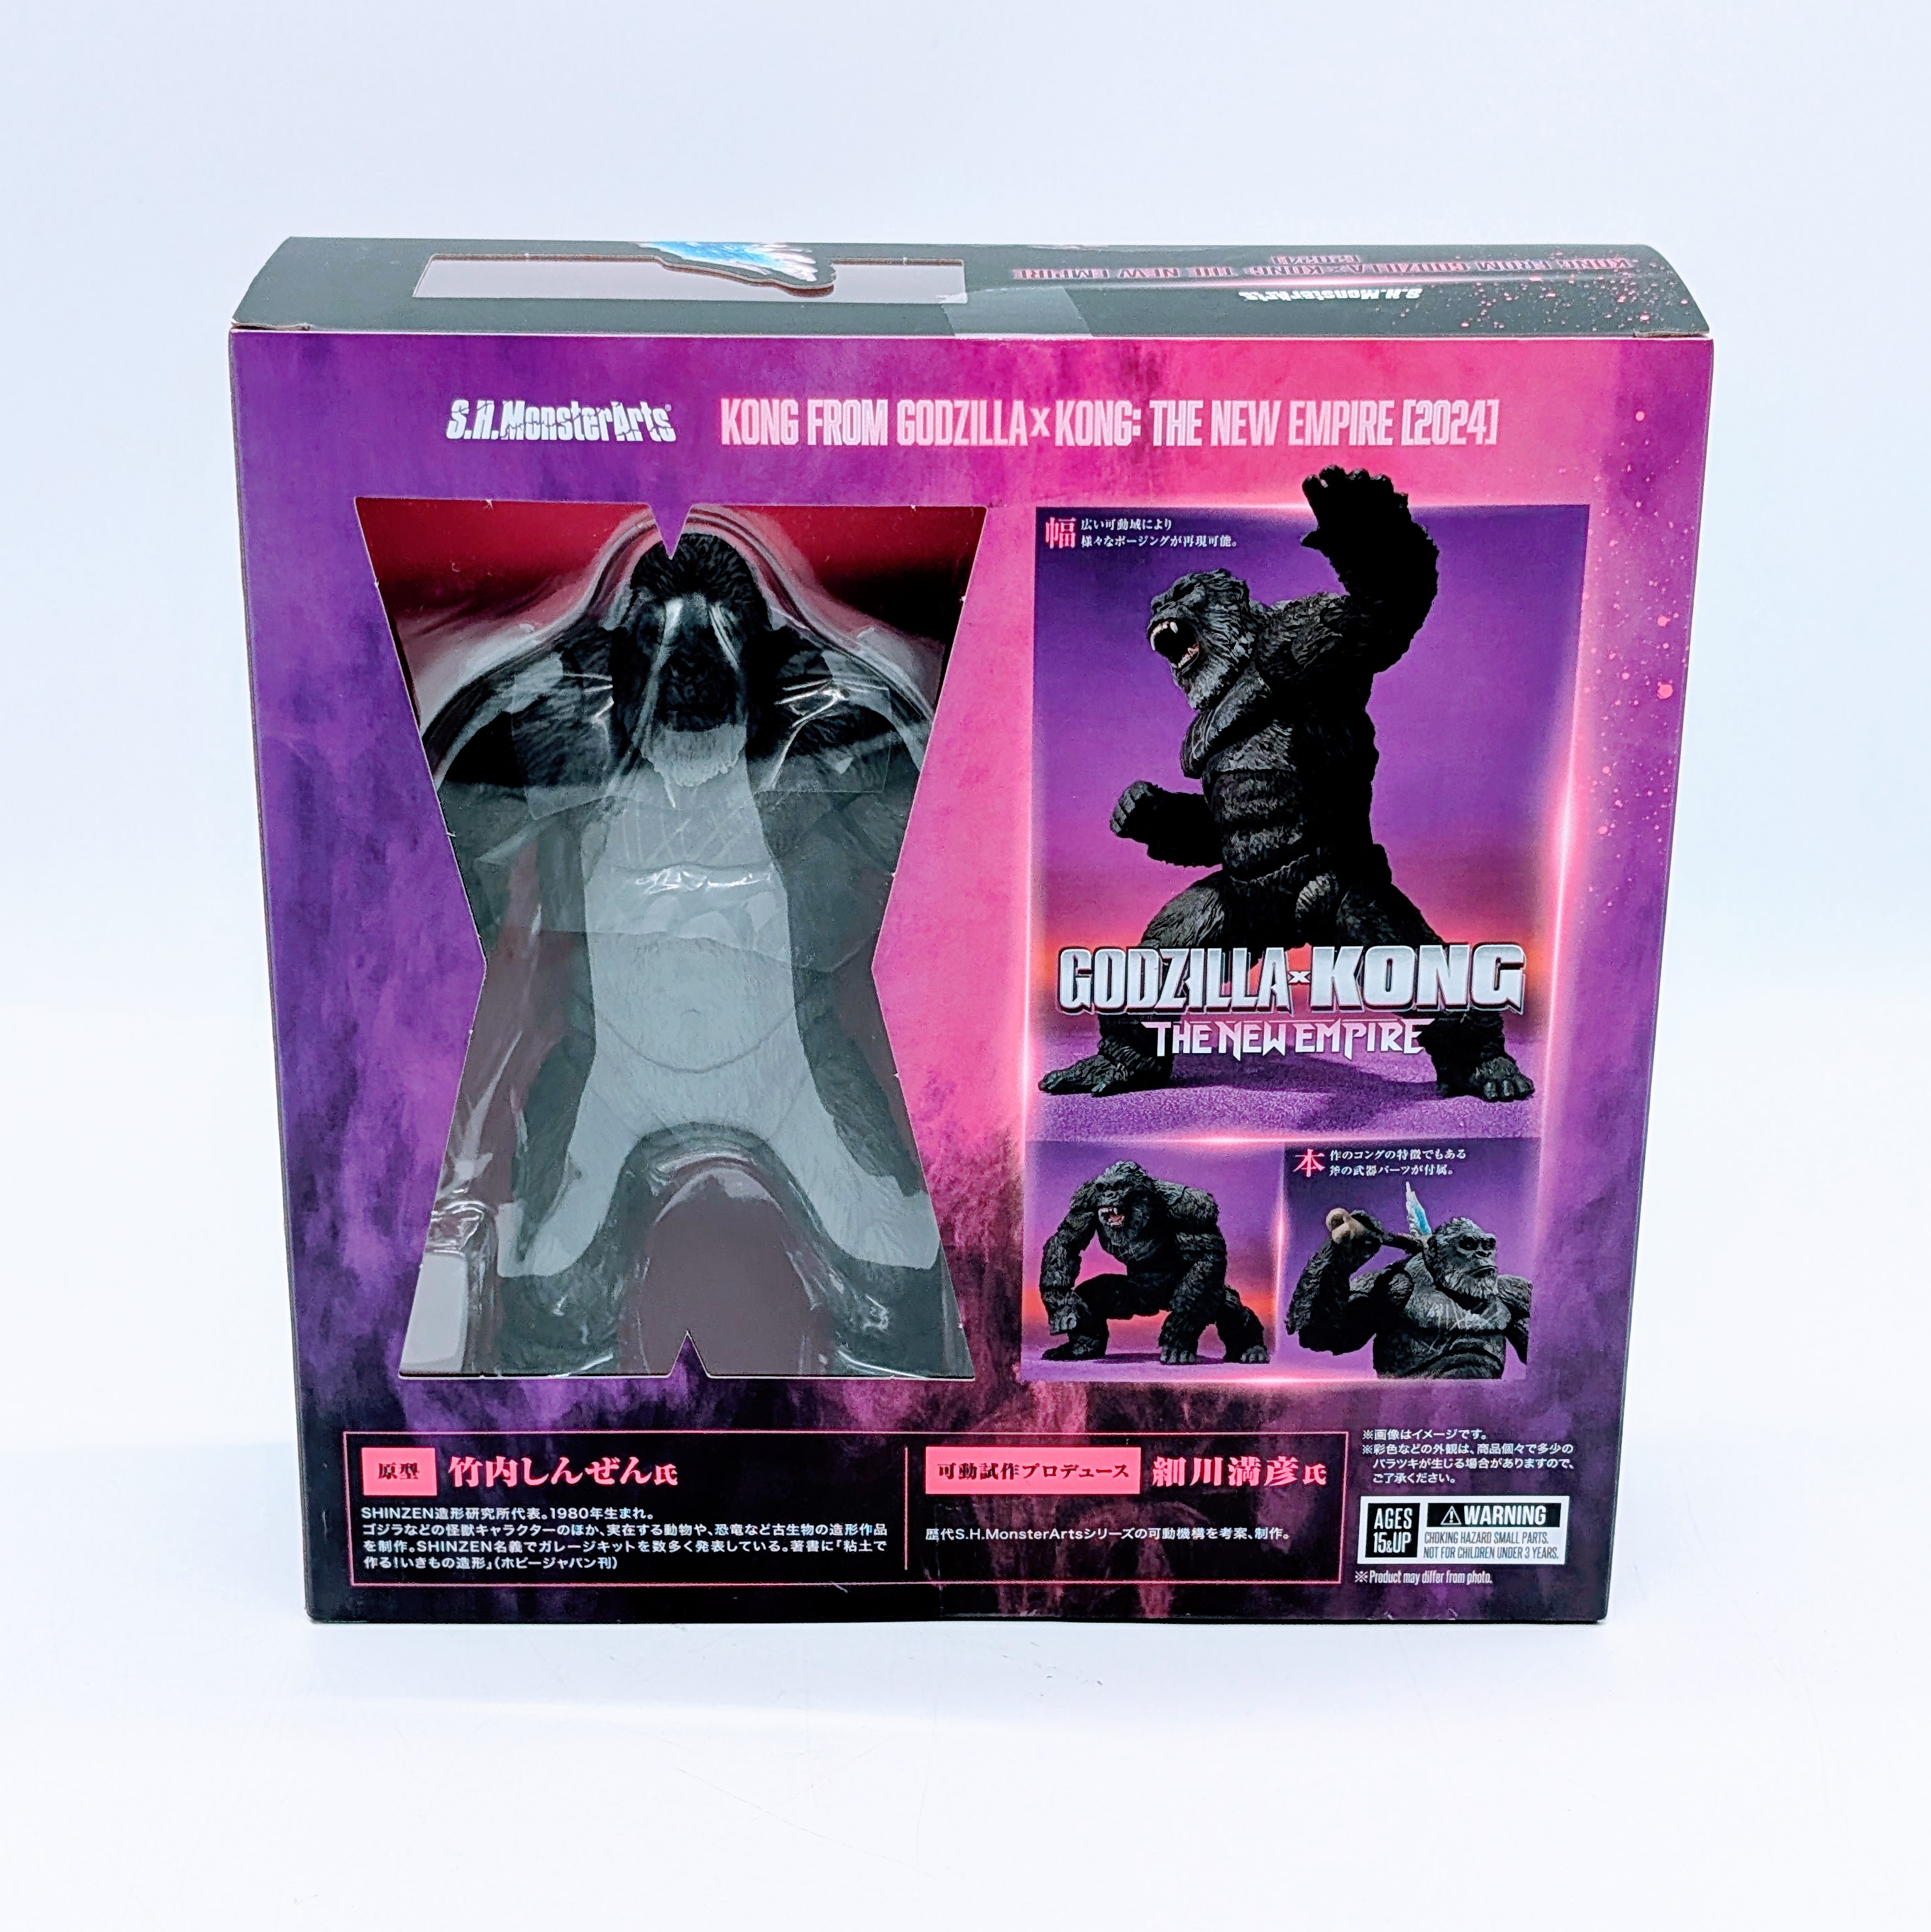 KONG FROM GODZILLA x KONG: THE NEW EMPIRE
[2024]
S.H.MonsterArts
S.H.MonsterArts KONG FROM GODZILLA x KONG: THE NEW EMPIRE [2024]
幅広い可動域により
様々なポージングが再現可能。
GODZILLA x KONG
THE NEW EMPIRE
本作のコングの特徴でもある
斧の武器パーツが付属。
原型 竹内しんぜん氏
SHINZEN造形研究所代表。1980年生まれ。
ゴジラなどの怪獣キャラクターのほか、実在する動物や、恐竜など古生物の造形作品
を制作。SHINZEN名義でガレージキットを数多く発表している。著書に「粘土で
作る!いきもの造形」(ホビージャパン刊)
可動試作プロデュース 細川満彦氏
歴代S.H.MonsterArtsシリーズの可動機構を考案、制作。
※画像はイメージです。
※彩色などの外観は、商品個々で多少の
バラツキが生じる場合がありますので、
ご了承ください。
AGES
15&UP
WARNING
CHOKING HAZARD SMALL PARTS.
NOT FOR CHILDREN UNDER 3 YEARS.
※Product may differ from photo.